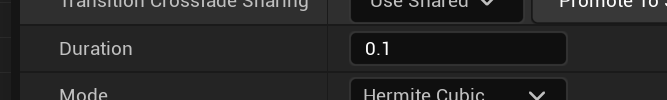 Transition Crossfade Sharing Use Shared Promote To
Duration 0.1
Mode Hermite Cubic